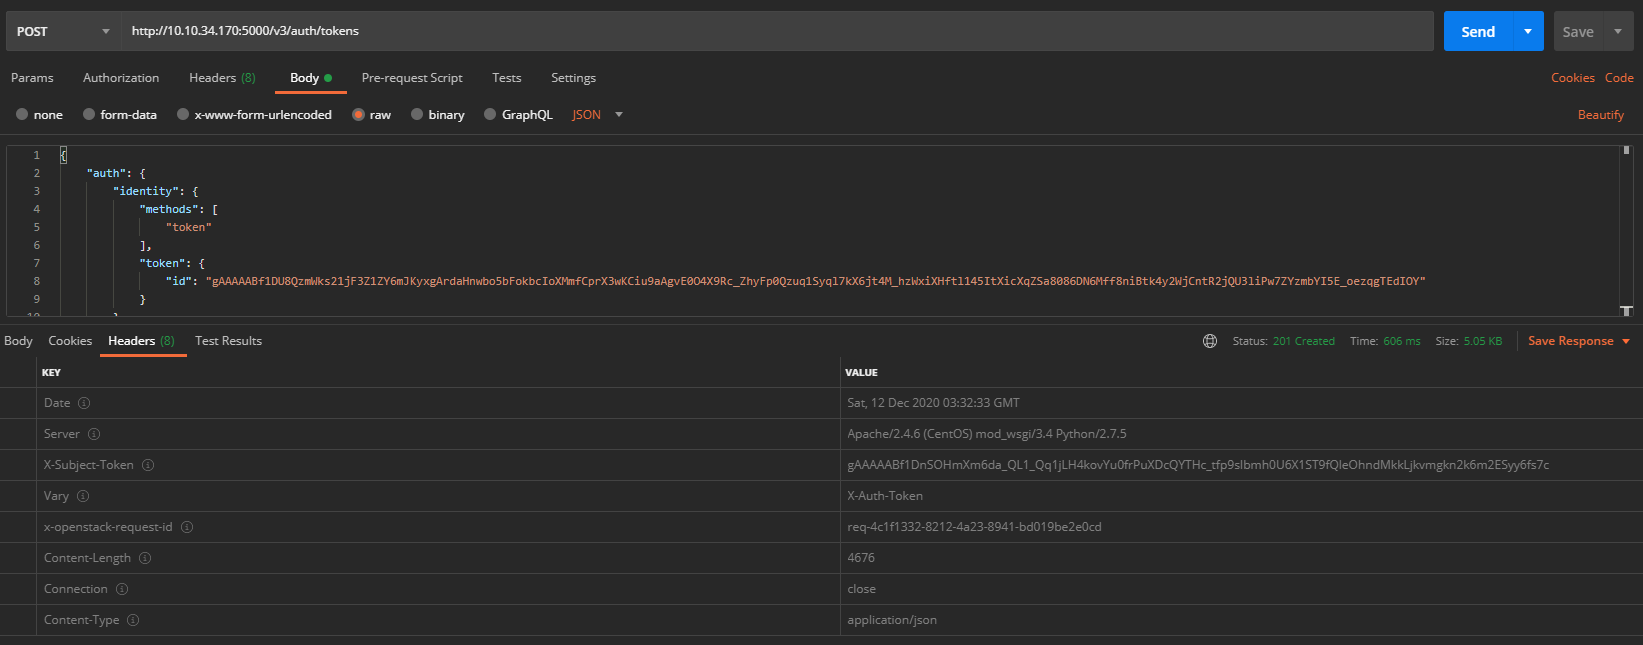 POST http://10.10.34.170:5000/v3/auth/tokens Send Save
Params Authorization Headers (8) Body Pre-request Script Tests Settings Cookies Code
none form-data x-www-form-urlencoded raw binary GraphQL JSON Beautify
1 {
2 "auth": {
3 "identity": {
4 "methods": [
5 "token"
6 ],
7 "token": {
8 "id": "gAAAAABf1DU8QzmWks21jF3Z1ZY6mJKyxgArdaHnwbo5bFokbcIoXMmfCprX3wKCiu9aAgvE0O4X9Rc_ZhyFp0Qzuq1Syql7kX6jt4M_hzWxiXHftl145ItXicXqZSa8086DN6Mff8niBtk4y2WjCntR2jQU3liPw7ZYzmbYI5E_oezqgTEdIOY"
9 }
Body Cookies Headers (8) Test Results Status: 201 Created Time: 606 ms Size: 5.05 KB Save Response
KEY VALUE
Date Sat, 12 Dec 2020 03:32:33 GMT
Server Apache/2.4.6 (CentOS) mod_wsgi/3.4 Python/2.7.5
X-Subject-Token gAAAAABf1DnSOHmXm6da_QL1_Qq1jLH4kovYu0frPuXDcQYTHc_tfp9slbmh0U6X1ST9fQleOhndMkkLjkvmgkn2k6m2ESyy6fs7c
Vary X-Auth-Token
x-openstack-request-id req-4c1f1332-8212-4a23-8941-bd019be2e0cd
Content-Length 4676
Connection close
Content-Type application/json